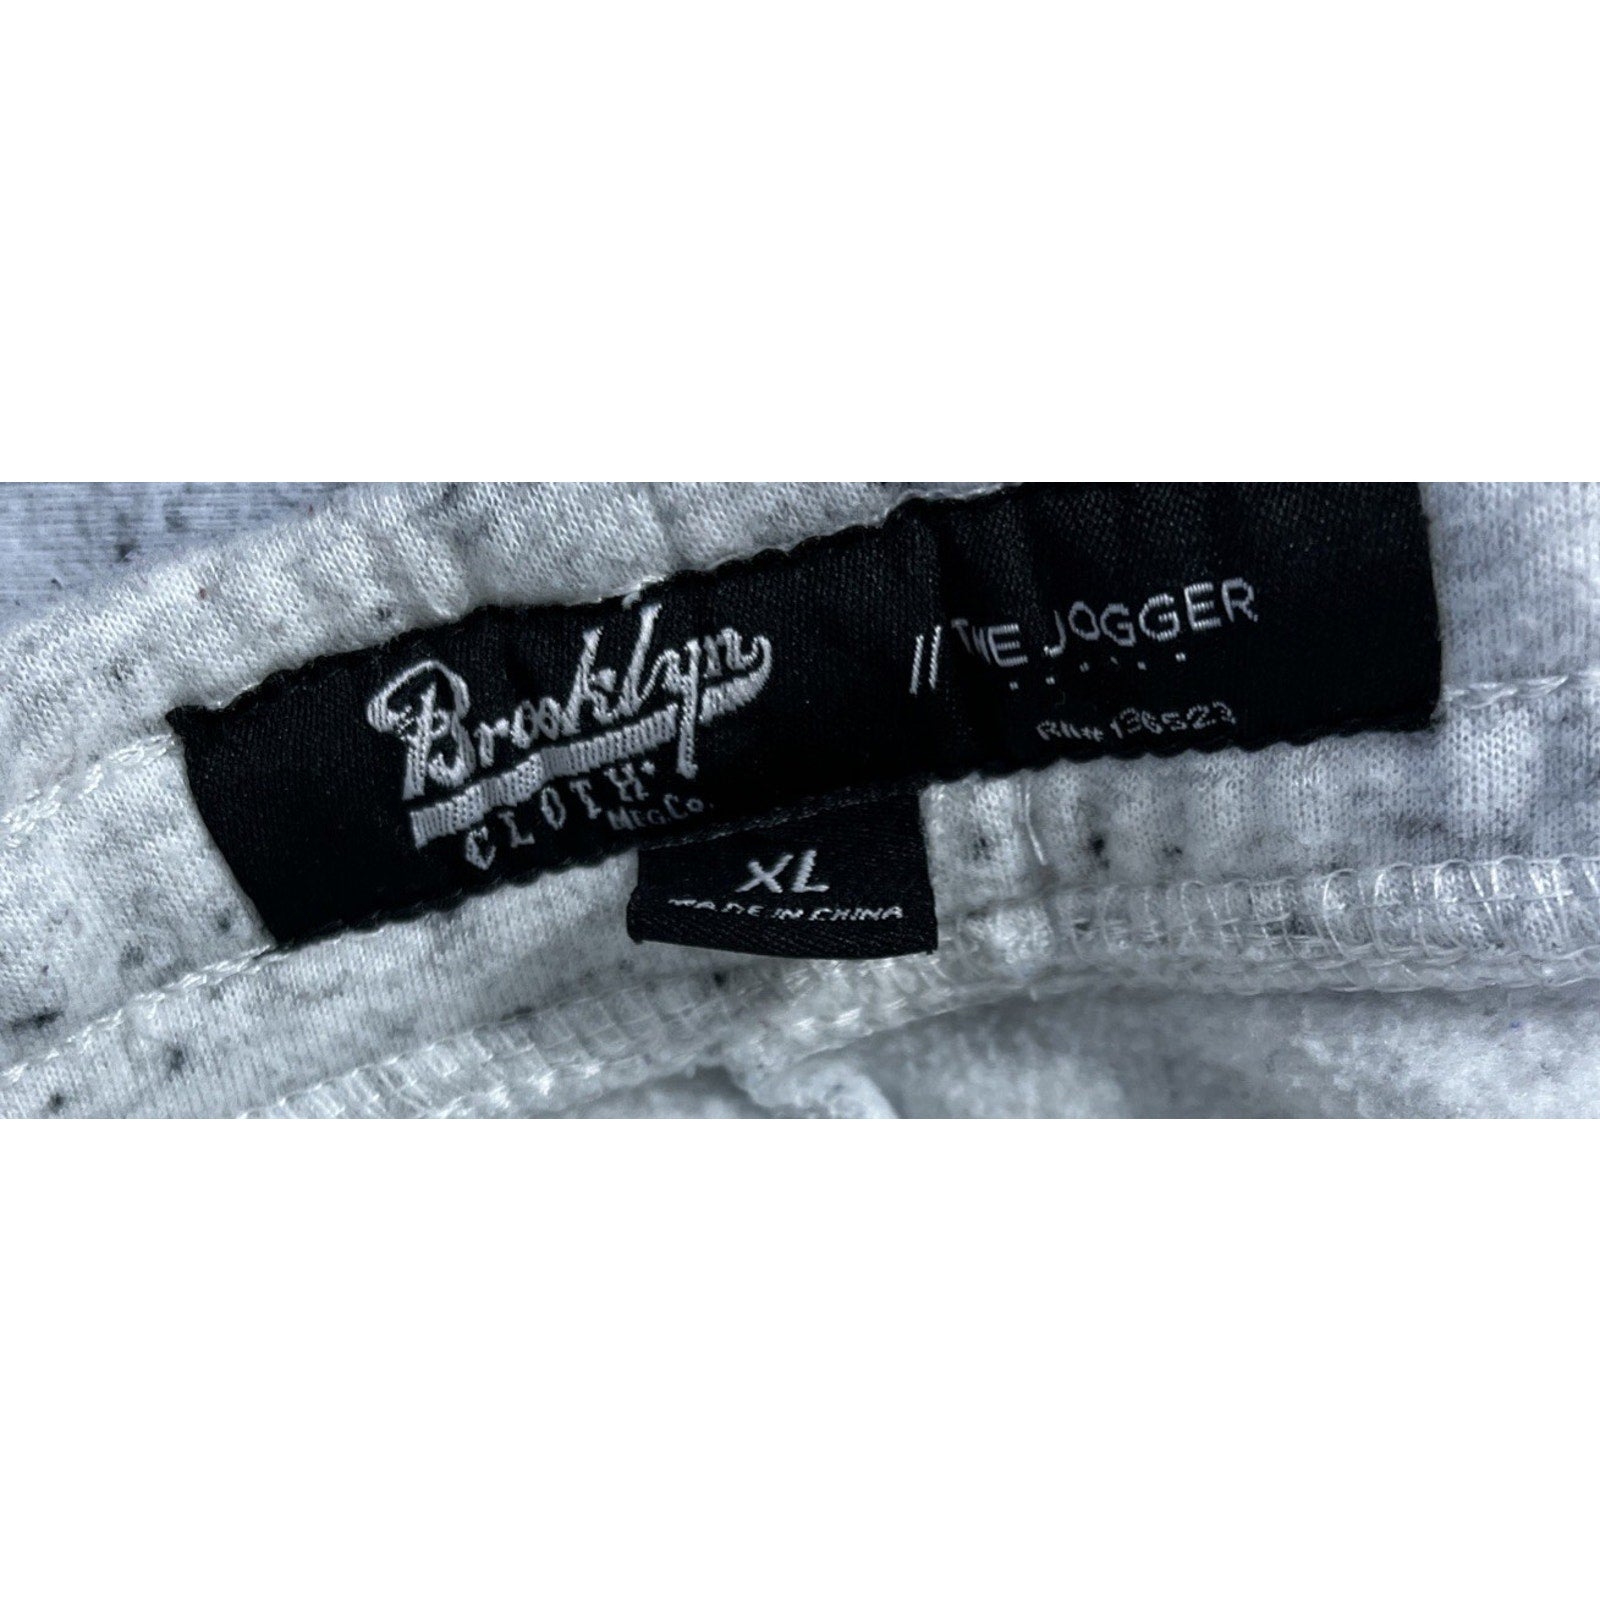 Brooklyn
CLOTH
MFG.Co.
// THE JOGGER
RN# 136523
XL
MADE IN CHINA